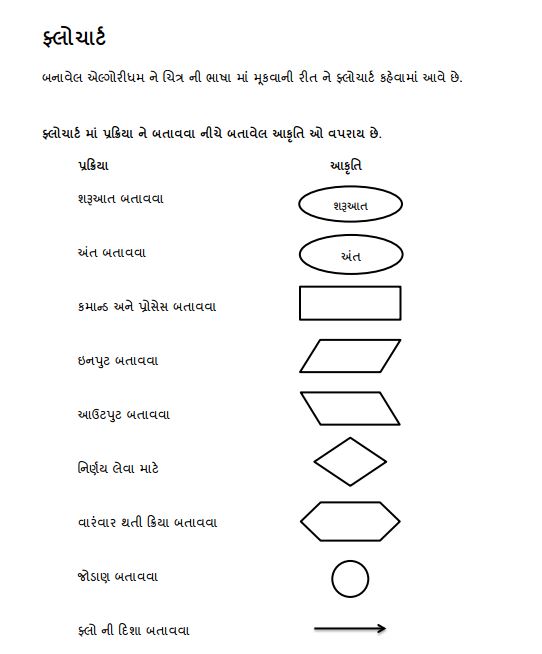 ફ્લોચાર્ટ
બનાવેલ એલ્ગોરીધમ ને ચિત્ર ની ભાષા માં મૂકવાની રીત ને ફ્લોચાર્ટ કહેવામાં આવે છે.
ફ્લોચાર્ટ માં પ્રક્રિયા ને બતાવવા નીચે બતાવેલ આકૃતિ ઓ વપરાય છે.
પ્રક્રિયા આકૃતિ
શરૂઆત બતાવવા શરૂઆત
અંત બતાવવા અંત
કમાન્ડ અને પ્રોસેસ બતાવવા
ઇનપુટ બતાવવા
આઉટપુટ બતાવવા
નિર્ણય લેવા માટે
વારંવાર થતી ક્રિયા બતાવવા
જોડાણ બતાવવા
ફ્લો ની દિશા બતાવવા